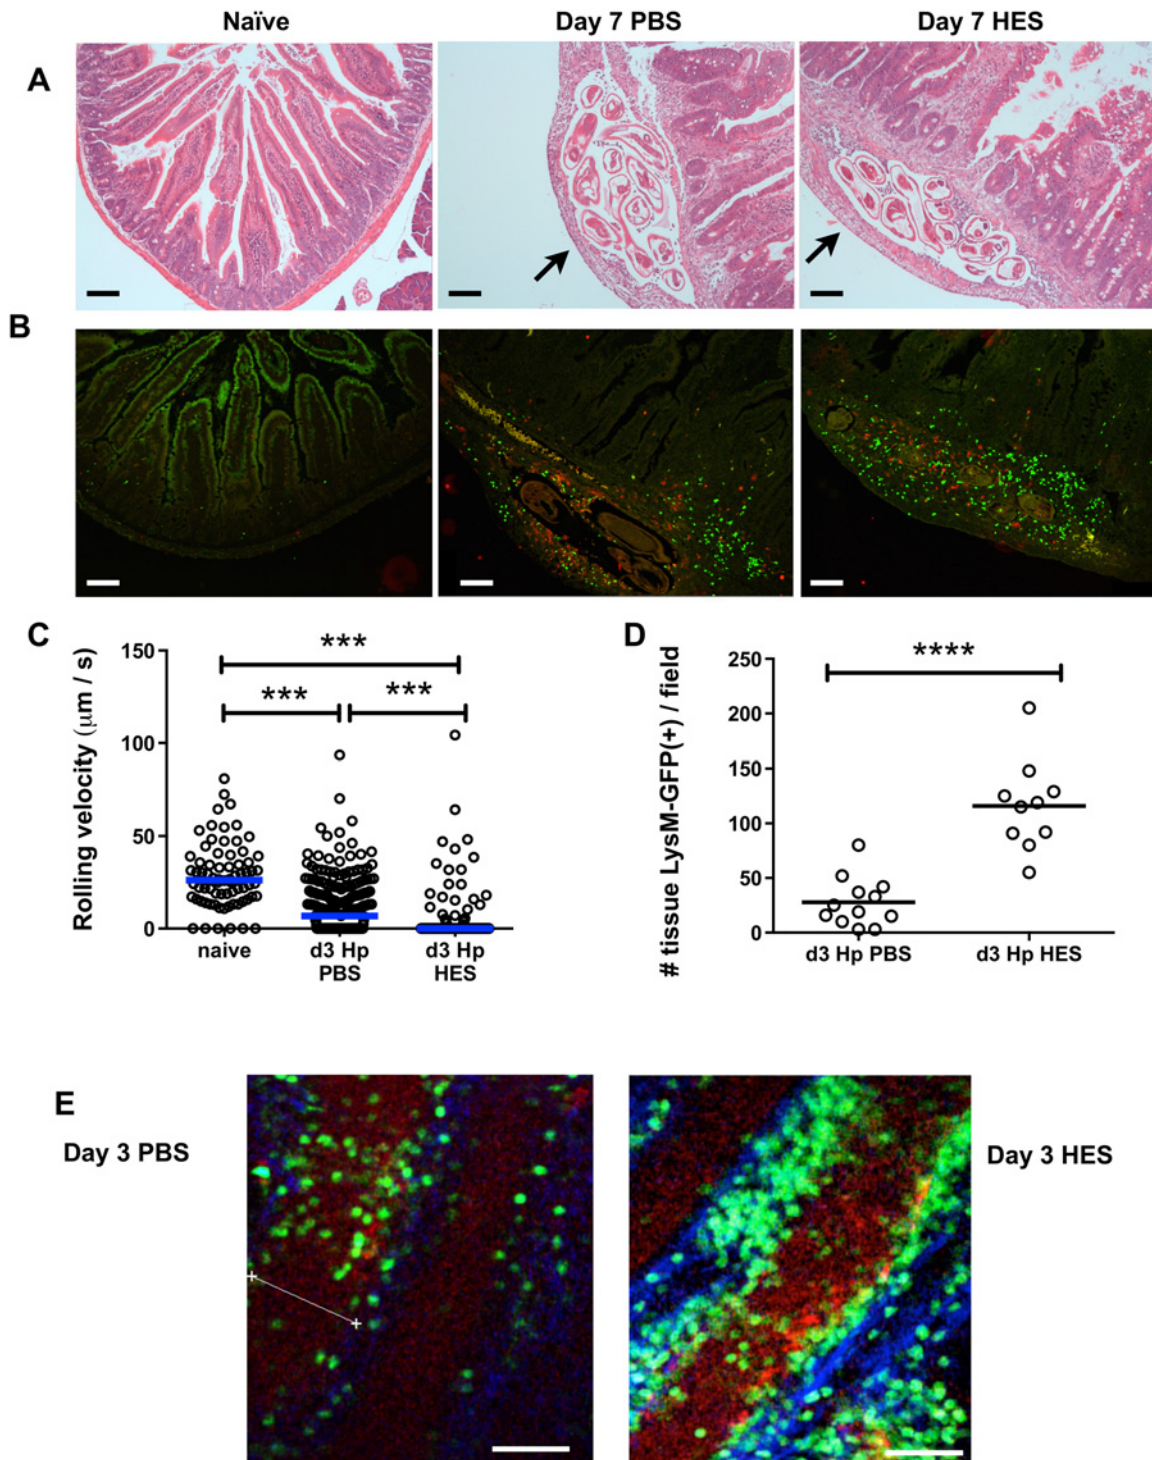 Naïve Day 7 PBS Day 7 HES
A
B
C
***
*** ***
Rolling velocity (μm / s)
150
100
50
0
naive d3 Hp d3 Hp
PBS HES
D
****
# tissue LysM-GFP(+) / field
250
200
150
100
50
0
d3 Hp PBS d3 Hp HES
E
Day 3 PBS
Day 3 HES